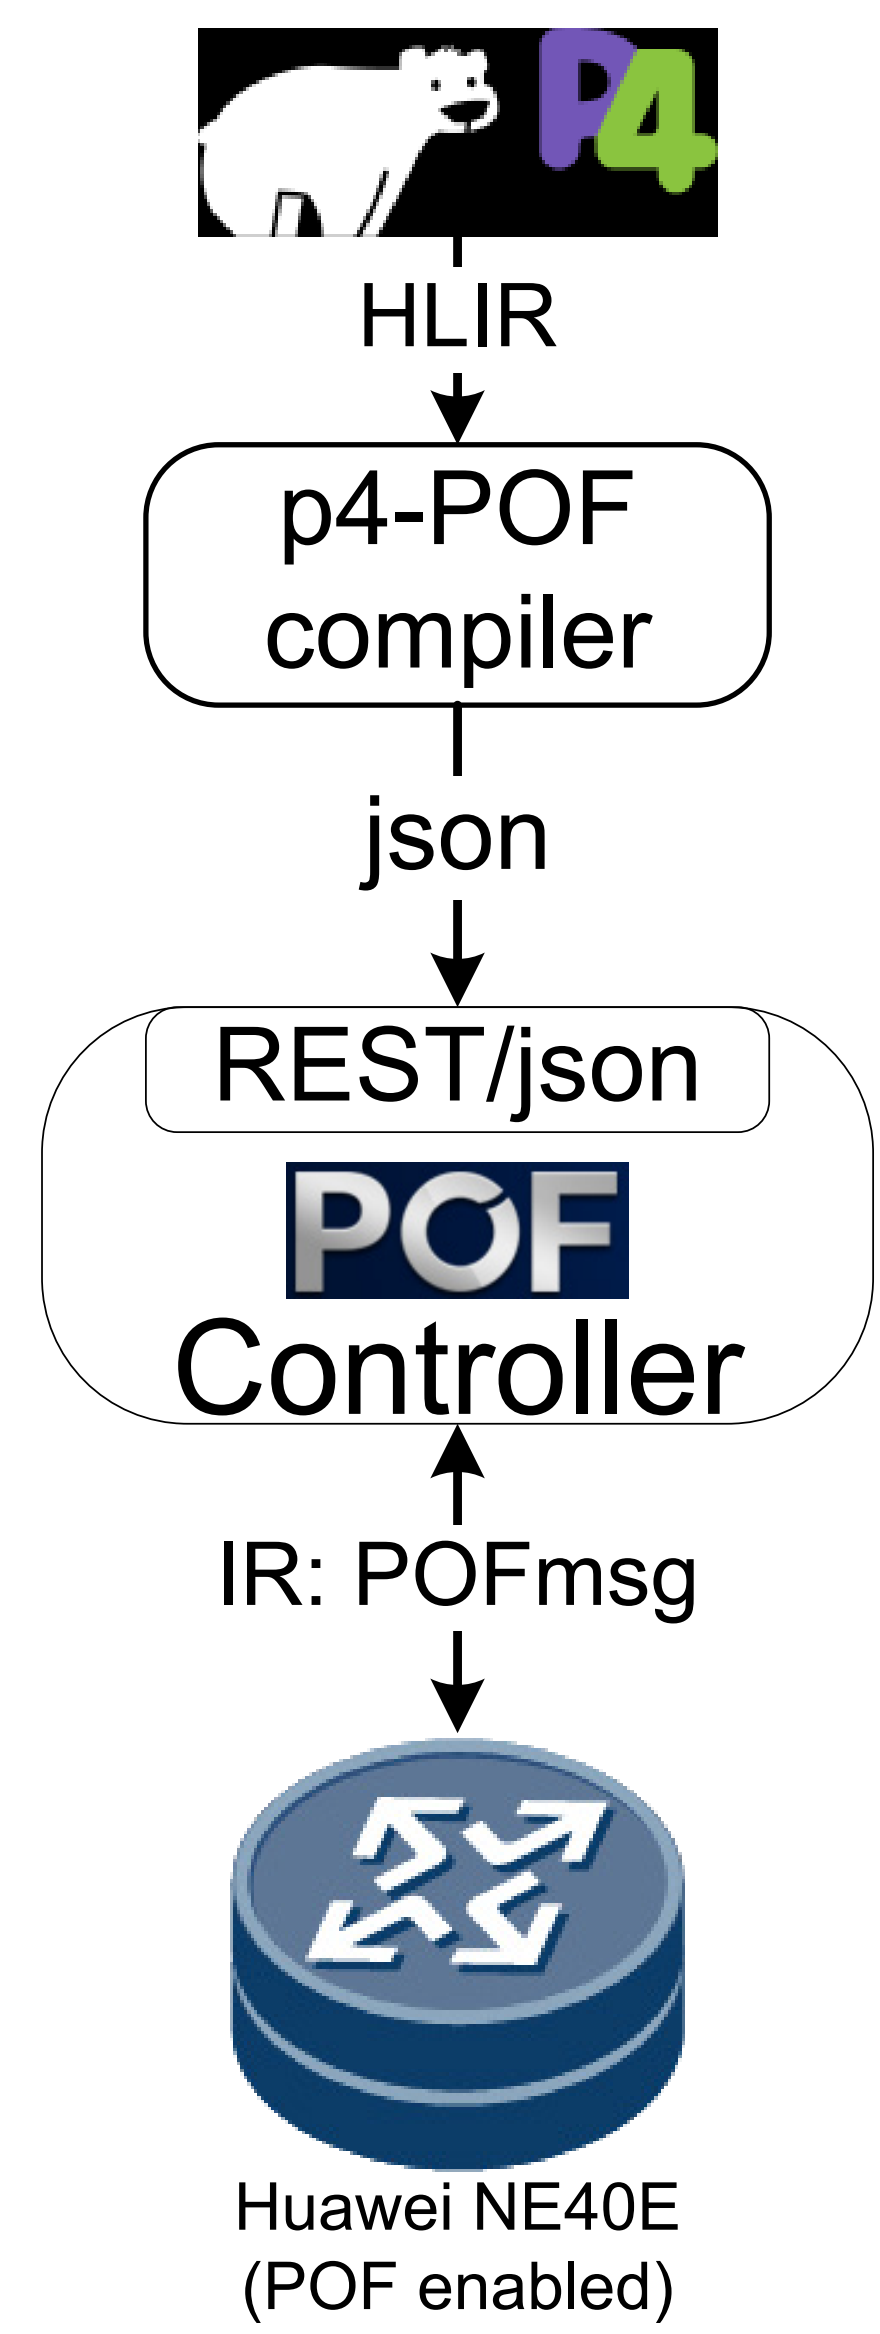 P4
HLIR
p4-POF
compiler
json
REST/json
POF
Controller
IR: POFmsg
Huawei NE40E
(POF enabled)